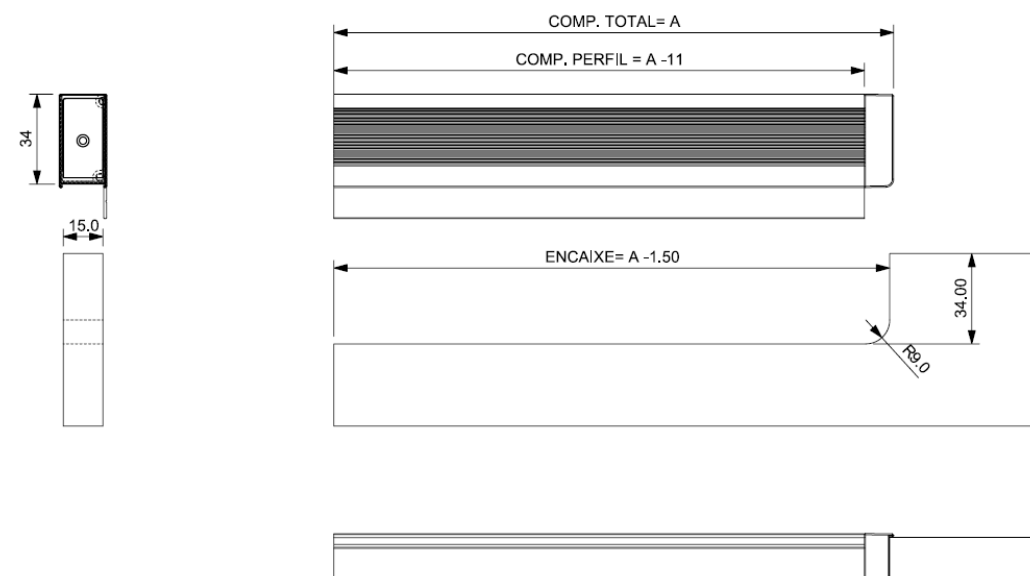 COMP. TOTAL= A
COMP. PERFIL = A -11
34
15.0
ENCAIXE= A -1.50
34.00
R9.0